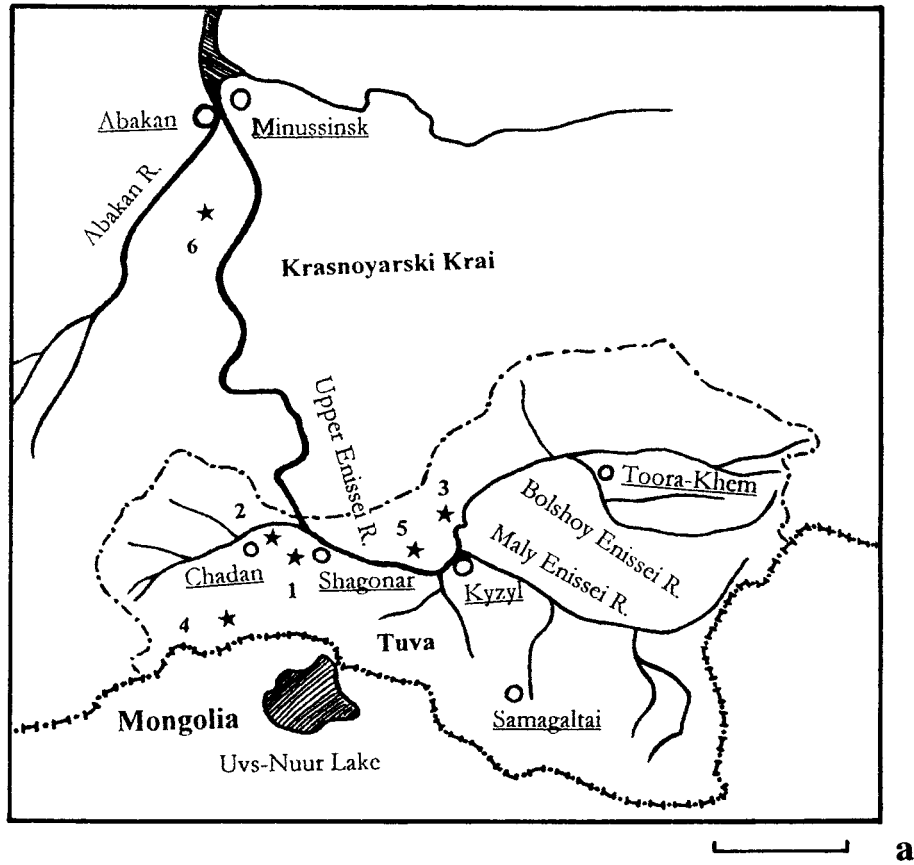 Abakan
Minussinsk
Abakan R.
6
Krasnoyarski Krai
Upper Enissei R.
3
Toora-Khem
2
5
Bolshoy Enissei R.
Maly Enissei R.
Chadan
1
Shagonar
Kyzyl
4
Tuva
Mongolia
Samagaltai
Uvs-Nuur Lake
a